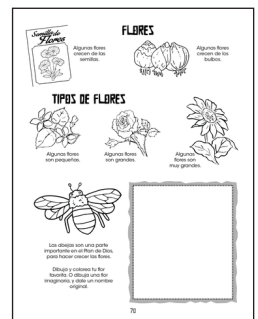 FLORES
Semillas de
Flores
Algunas flores
crecen de las
semillas.
Algunas flores
crecen de los
bulbos.
TIPOS DE FLORES
Algunas flores
son pequeñas.
Algunas flores
son grandes.
Algunas
flores son
muy grandes.
Las abejas son una parte
importante en el Plan de Dios,
para hacer crecer las flores.
Dibuja y colorea tu flor
favorita. O dibuja una flor
imaginaria, y dale un nombre
original.
70